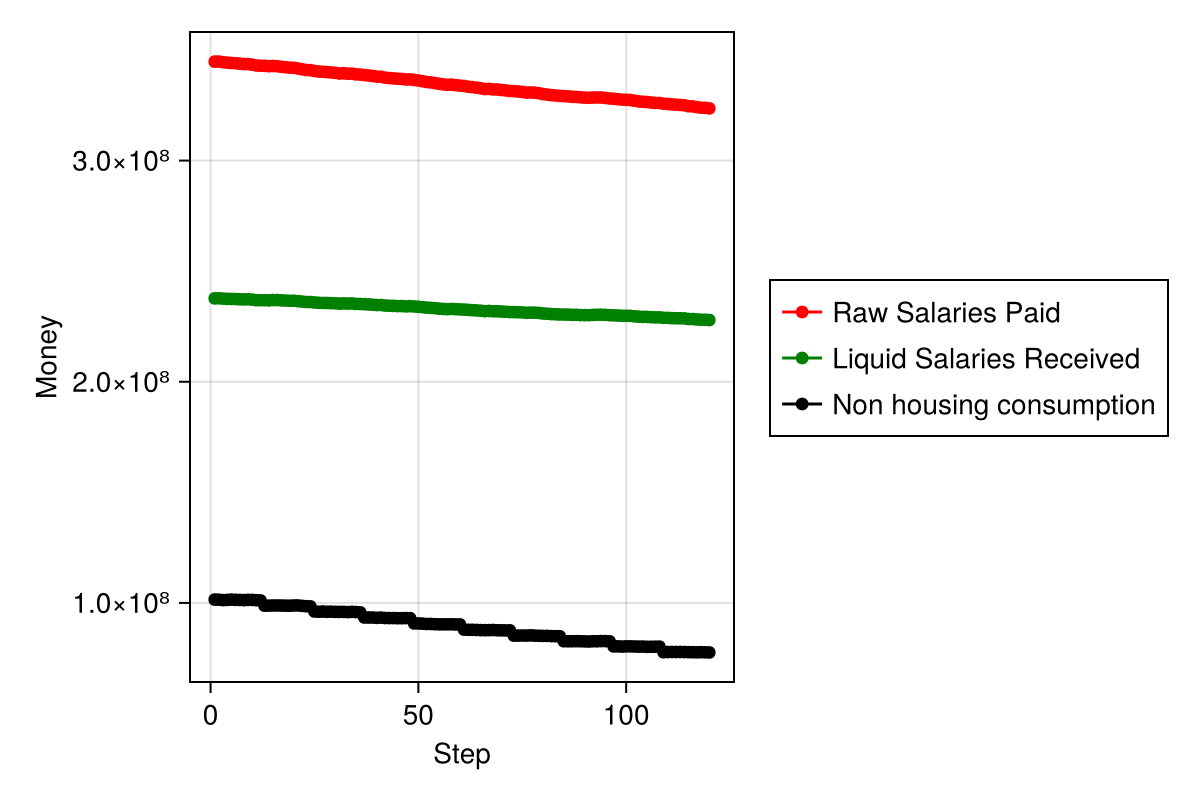 3.0×10⁸
2.0×10⁸
1.0×10⁸
Money
0
50
100
Step
Raw Salaries Paid
Liquid Salaries Received
Non housing consumption